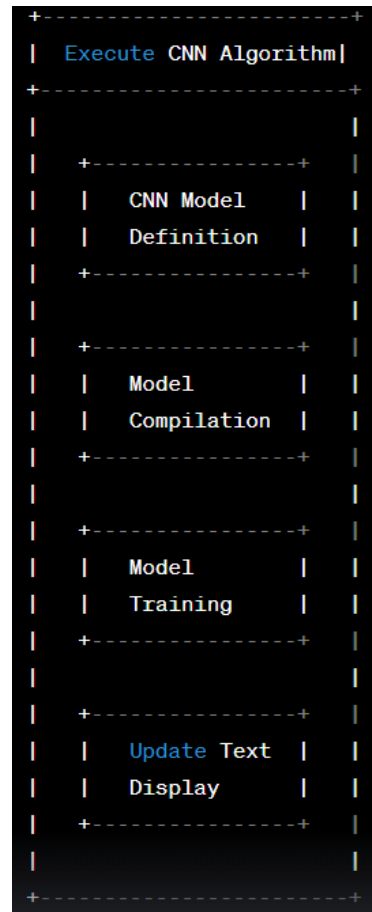 +------------------------+
|  Execute CNN Algorithm|
+------------------------+
|                        |
|   +----------------+   |
|   |   CNN Model    |   |
|   |   Definition   |   |
|   +----------------+   |
|                        |
|   +----------------+   |
|   |   Model        |   |
|   |   Compilation  |   |
|   +----------------+   |
|                        |
|   +----------------+   |
|   |   Model        |   |
|   |   Training     |   |
|   +----------------+   |
|                        |
|   +----------------+   |
|   |   Update Text  |   |
|   |   Display      |   |
|   +----------------+   |
|                        |
+------------------------+